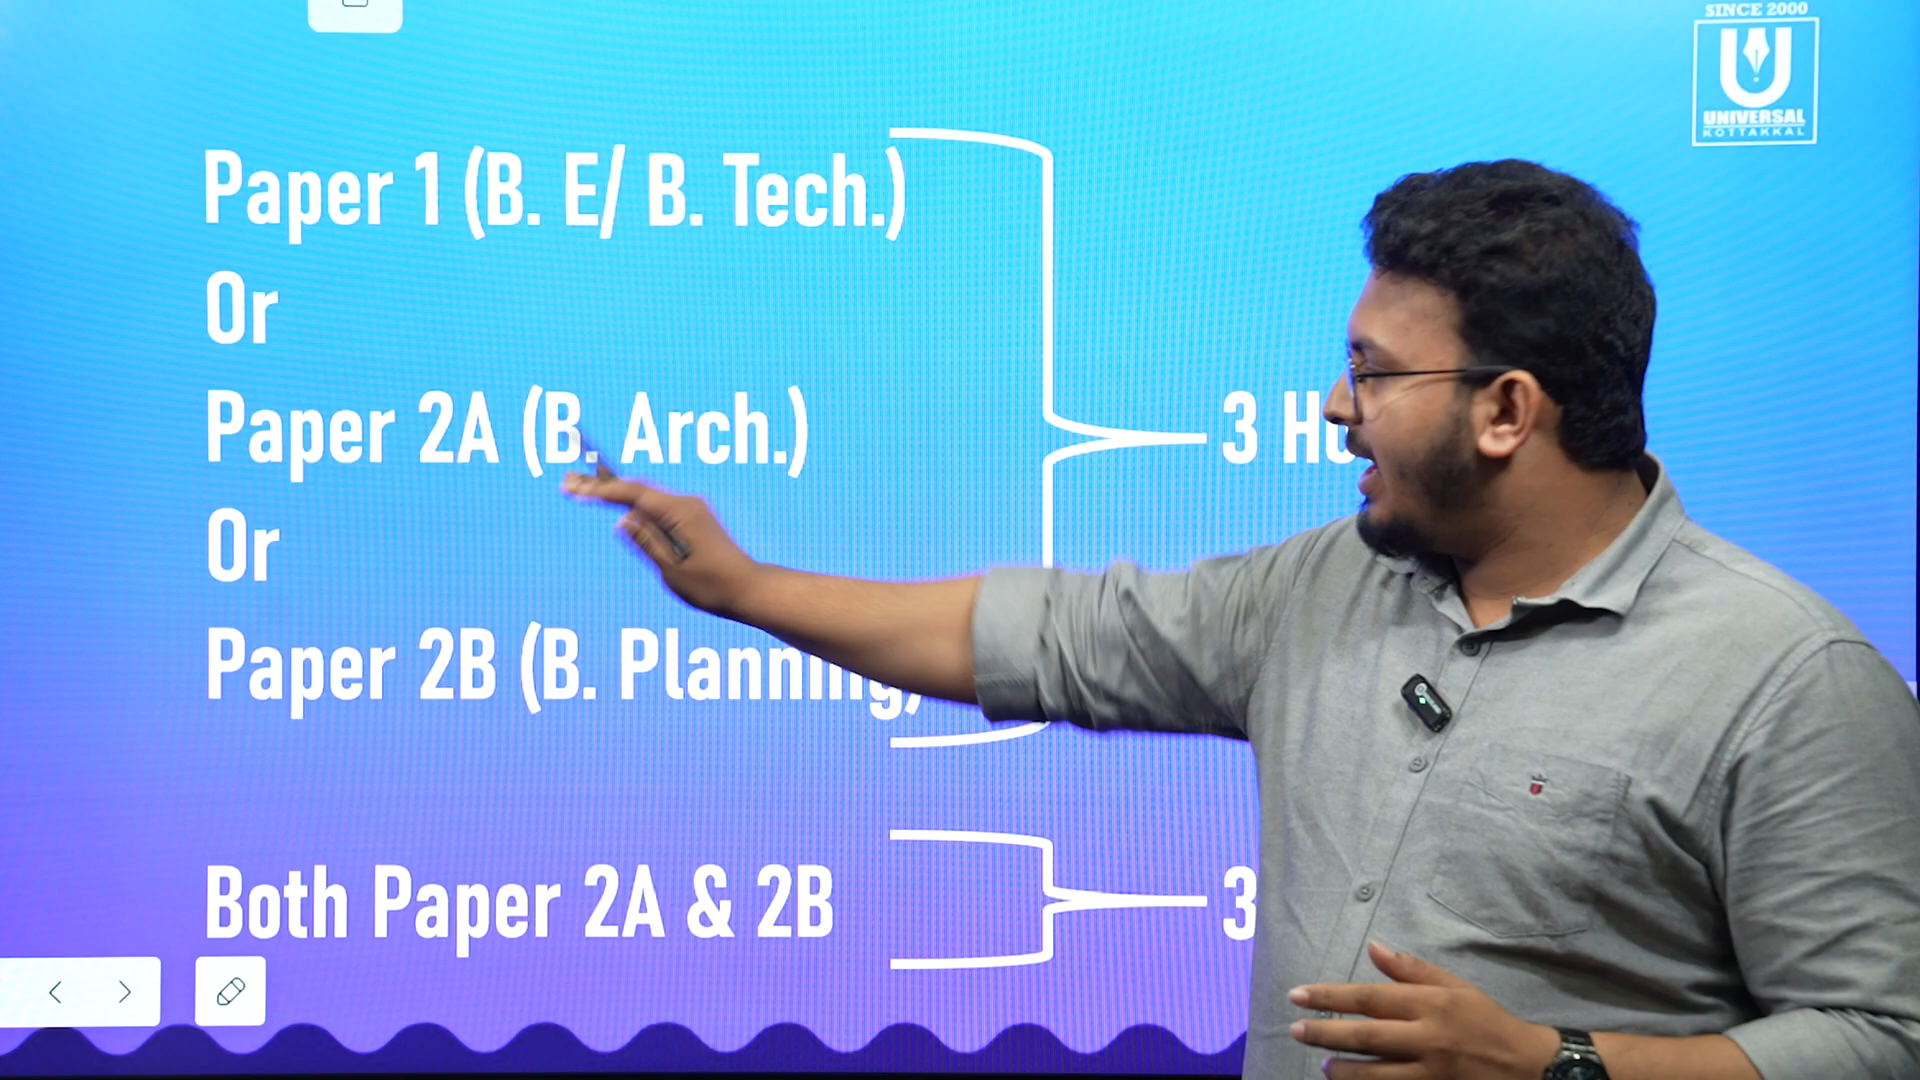 SINCE 2000
UNIVERSAL
KOTTAKKAL
Paper 1 (B. E/ B. Tech.)
Or
Paper 2A (B. Arch.)
3
Or
Paper 2B (B. Planning)
Both Paper 2A & 2B
3